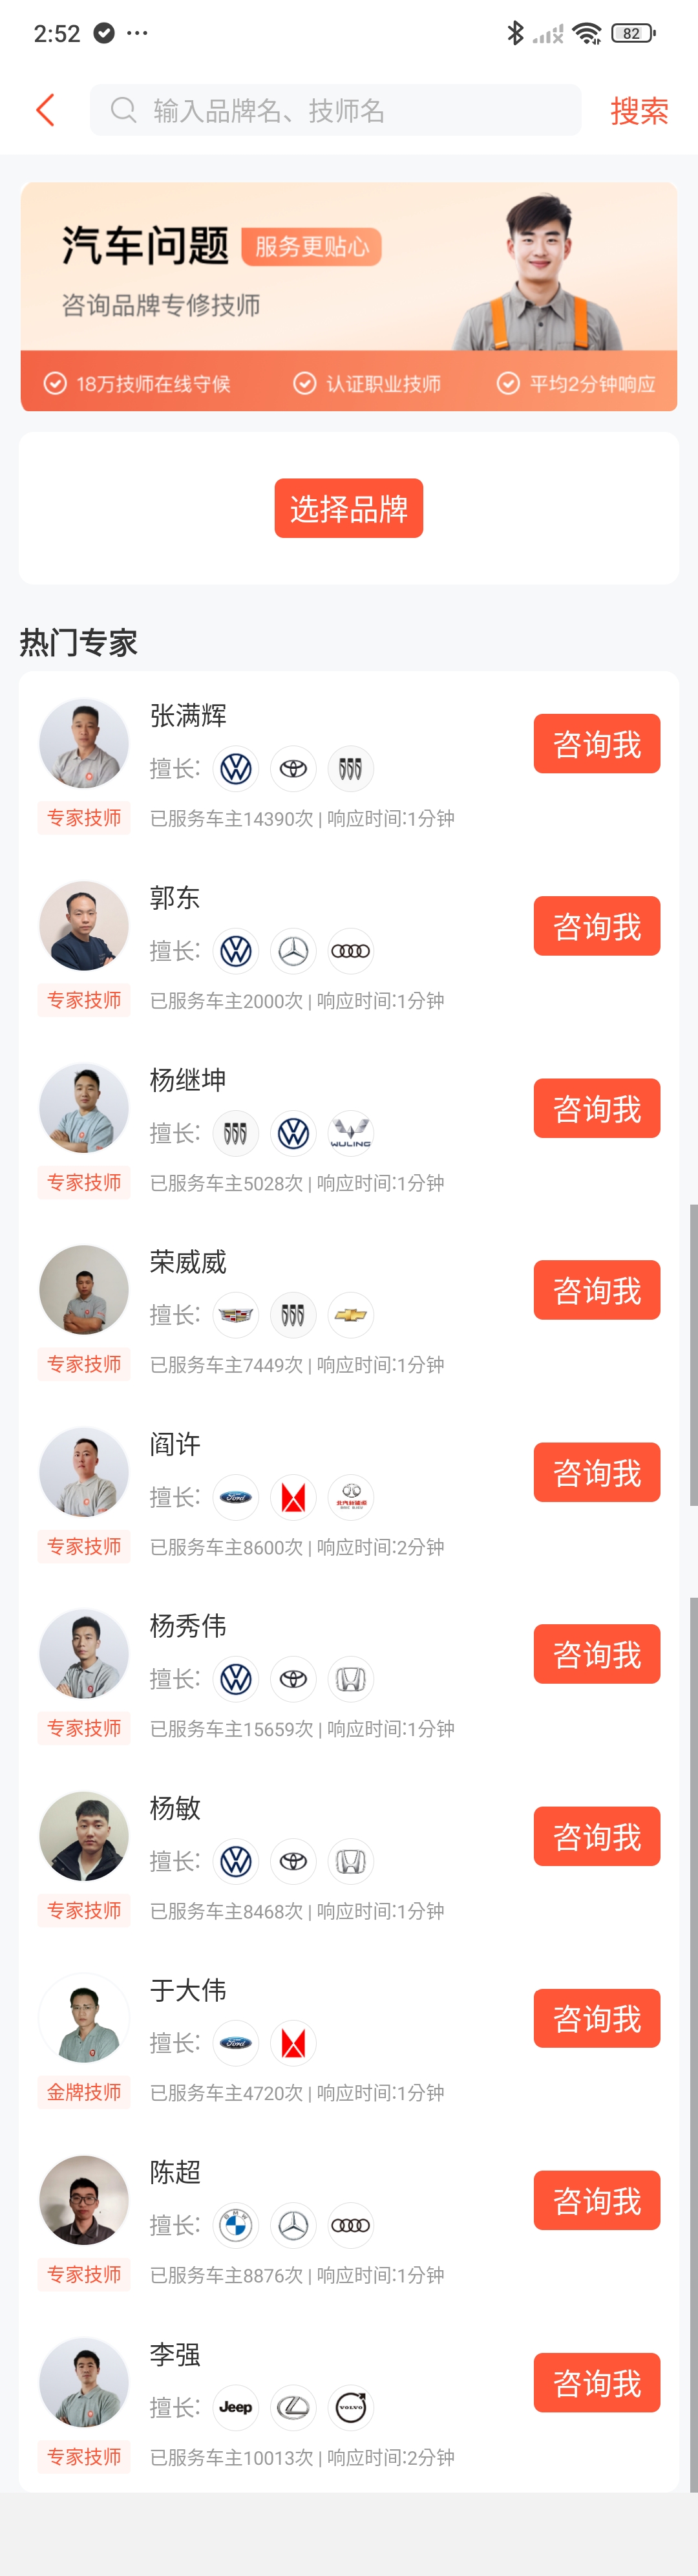 2:52
82
输入品牌名、技师名
搜索
汽车问题 服务更贴心
咨询品牌专修技师
18万技师在线守候 认证职业技师 平均2分钟响应
选择品牌
热门专家
张满辉
咨询我
擅长:
专家技师 已服务车主14390次 | 响应时间:1分钟
郭东
咨询我
擅长:
专家技师 已服务车主2000次 | 响应时间:1分钟
杨继坤
咨询我
擅长: WULING
专家技师 已服务车主5028次 | 响应时间:1分钟
荣威威
咨询我
擅长:
专家技师 已服务车主7449次 | 响应时间:1分钟
阎许
咨询我
擅长: Ford
专家技师 已服务车主8600次 | 响应时间:2分钟
杨秀伟
咨询我
擅长:
专家技师 已服务车主15659次 | 响应时间:1分钟
杨敏
咨询我
擅长:
专家技师 已服务车主8468次 | 响应时间:1分钟
于大伟
咨询我
擅长: Ford
金牌技师 已服务车主4720次 | 响应时间:1分钟
陈超
咨询我
擅长: BMW
专家技师 已服务车主8876次 | 响应时间:1分钟
李强
咨询我
擅长: Jeep VOLVO
专家技师 已服务车主10013次 | 响应时间:2分钟